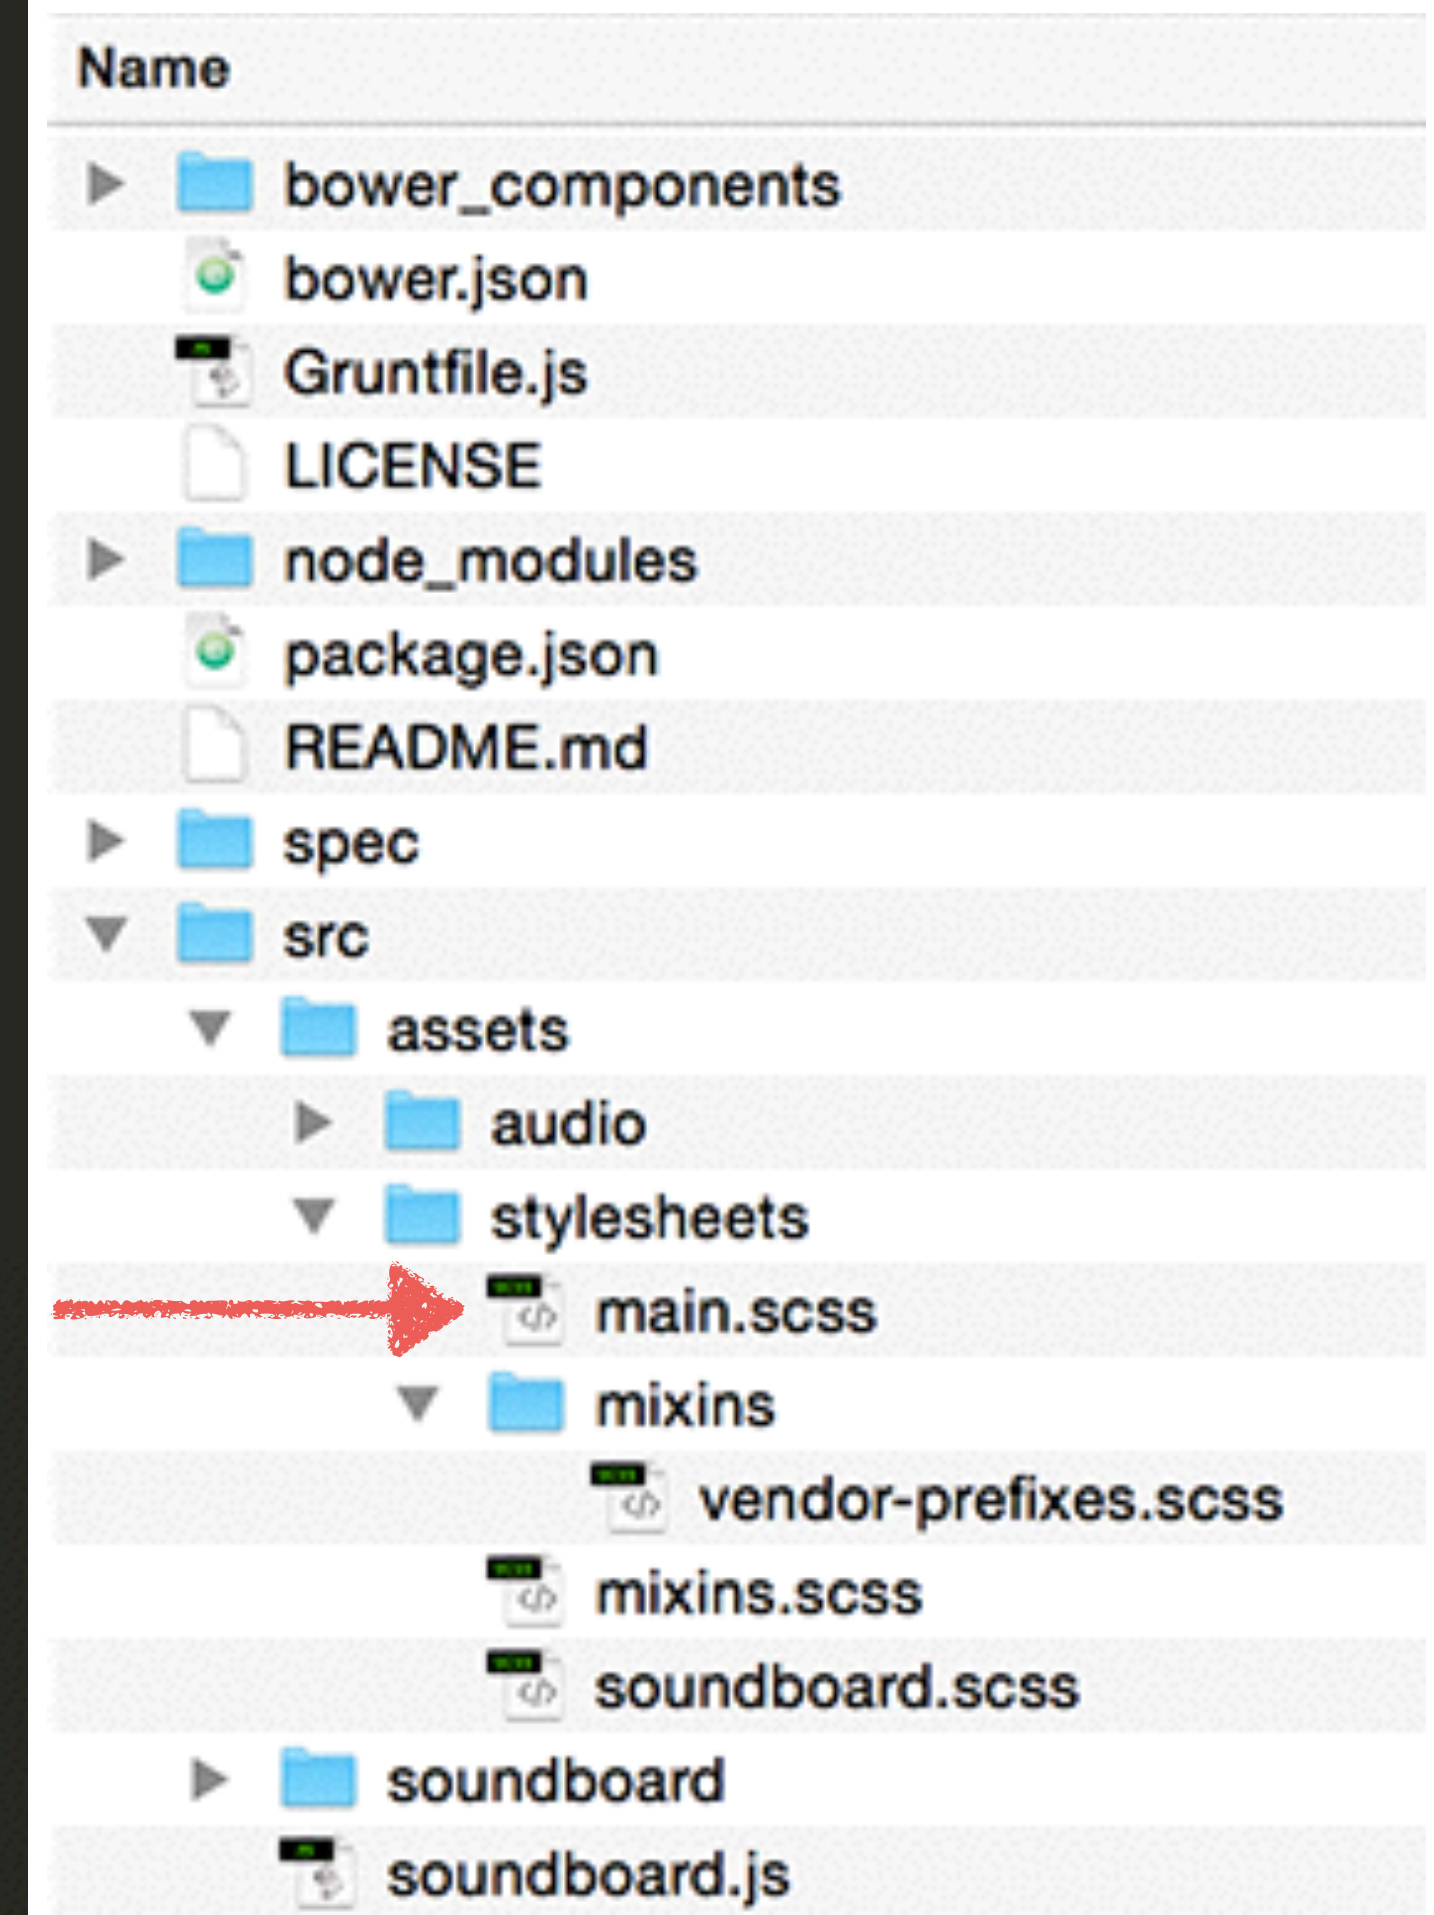 Name
bower_components
bower.json
Gruntfile.js
LICENSE
node_modules
package.json
README.md
spec
src
assets
audio
stylesheets
main.scss
mixins
vendor-prefixes.scss
mixins.scss
soundboard.scss
soundboard
soundboard.js